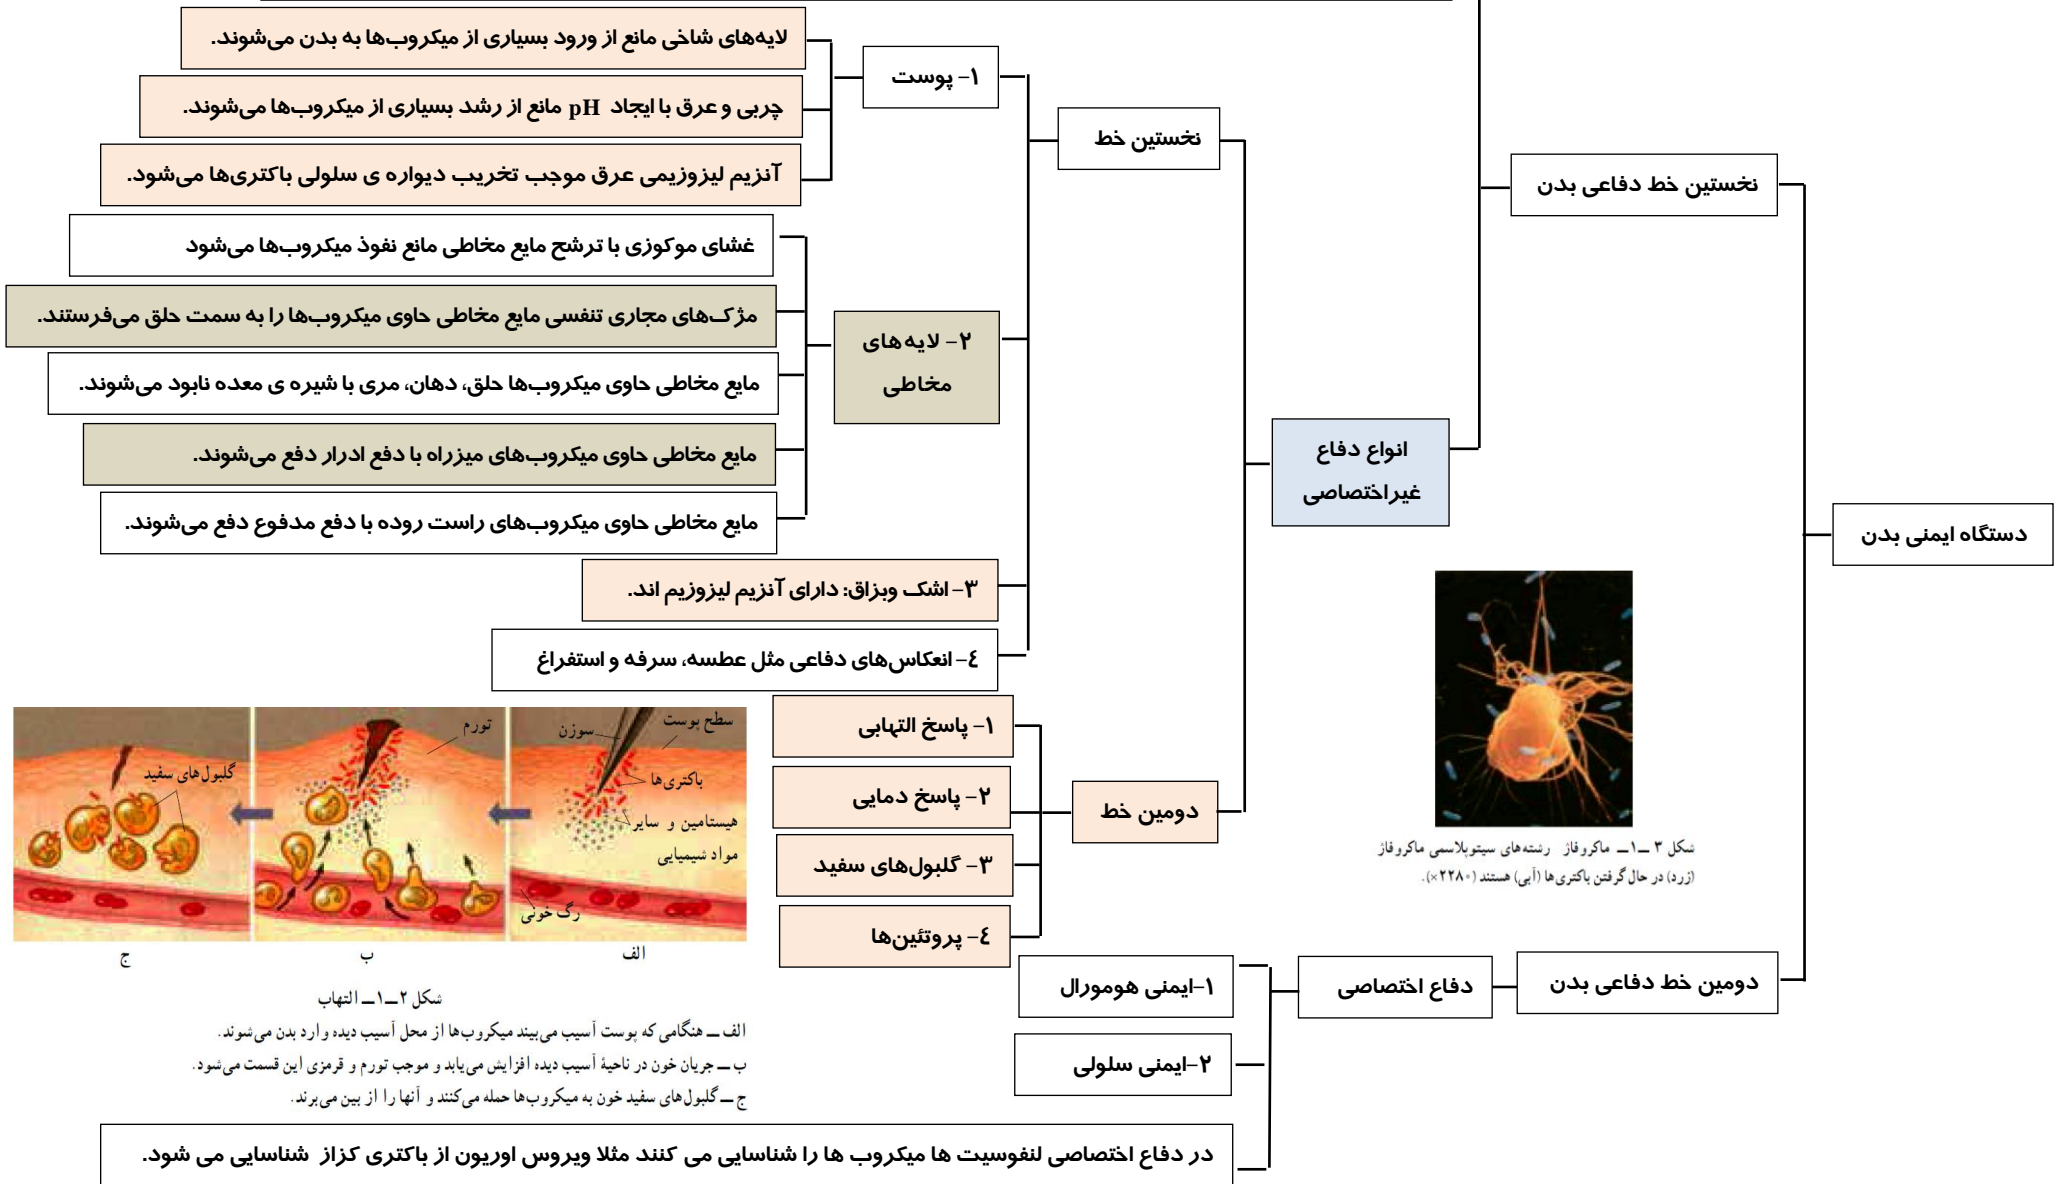 دستگاه ایمنی بدن
نخستین خط دفاعی بدن
انواع دفاع
غیراختصاصی
نخستین خط
۱- پوست
لایه‌های شاخی مانع از ورود بسیاری از میکروب‌ها به بدن می‌شوند.
چربی و عرق با ایجاد pH مانع از رشد بسیاری از میکروب‌ها می‌شوند.
آنزیم لیزوزیمی عرق موجب تخریب دیواره ی سلولی باکتری‌ها می‌شود.
۲- لایه‌های
مخاطی
غشای موکوزی با ترشح مایع مخاطی مانع نفوذ میکروب‌ها می‌شود
مژک‌های مجاری تنفسی مایع مخاطی حاوی میکروب‌ها را به سمت حلق می‌فرستند.
مایع مخاطی حاوی میکروب‌ها حلق، دهان، مری با شیره ی معده نابود می‌شوند.
مایع مخاطی حاوی میکروب‌های میزراه با دفع ادرار دفع می‌شوند.
مایع مخاطی حاوی میکروب‌های راست روده با دفع مدفوع دفع می‌شوند.
۳- اشک وبزاق: دارای آنزیم لیزوزیم اند.
٤- انعکاس‌های دفاعی مثل عطسه، سرفه و استفراغ
دومین خط
۱- پاسخ التهابی
۲- پاسخ دمایی
۳- گلبول‌های سفید
٤- پروتئین‌ها
سطح پوست
سوزن
باکتری‌ها
هیستامین و سایر
مواد شیمیایی
رگ خونی
تورم
گلبول‌های سفید
الف
ب
ج
شکل ۲ــ۱ــ التهاب
الف ــ هنگامی که پوست آسیب می‌بیند میکروب‌ها از محل آسیب دیده وارد بدن می‌شوند.
ب ــ جریان خون در ناحیهٔ آسیب دیده افزایش می‌یابد و موجب تورم و قرمزی این قسمت می‌شود.
ج ــ گلبول‌های سفید خون به میکروب‌ها حمله می‌کنند و آنها را از بین می‌برند.
شکل ۳ ــ۱ــ ماکروفاژ رشته‌های سیتوپلاسمی ماکروفاژ
(زرد) در حال گرفتن باکتری‌ها (آبی) هستند (۲۲۸۰×).
دومین خط دفاعی بدن
دفاع اختصاصی
۱-ایمنی هومورال
۲-ایمنی سلولی
در دفاع اختصاصی لنفوسیت ها میکروب ها را شناسایی می کنند مثلا ویروس اوریون از باکتری کزاز شناسایی می شود.